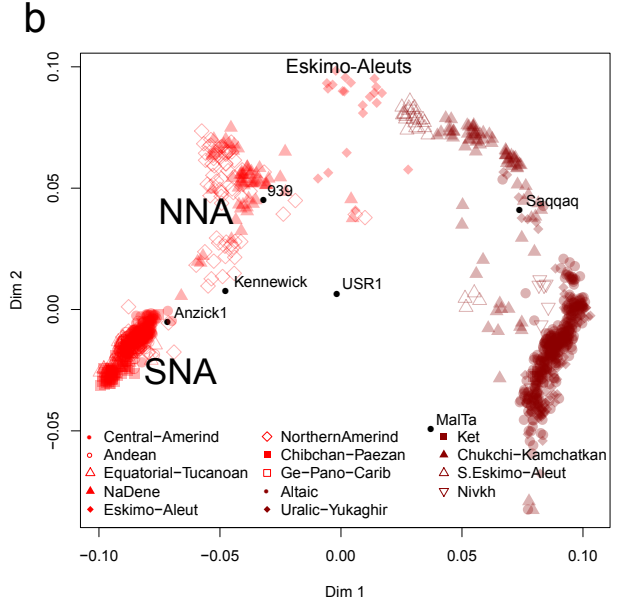 b
Eskimo−Aleuts
NNA
939
Saqqaq
Kennewick
USR1
Anzick1
SNA
MalTa
Central−Amerind
Andean
Equatorial−Tucanoan
NaDene
Eskimo−Aleut
NorthernAmerind
Chibchan−Paezan
Ge−Pano−Carib
Altaic
Uralic−Yukaghir
Ket
Chukchi−Kamchatkan
S.Eskimo−Aleut
Nivkh
0.10
0.05
0.00
−0.05
Dim 2
−0.10
−0.05
0.00
0.05
0.10
Dim 1